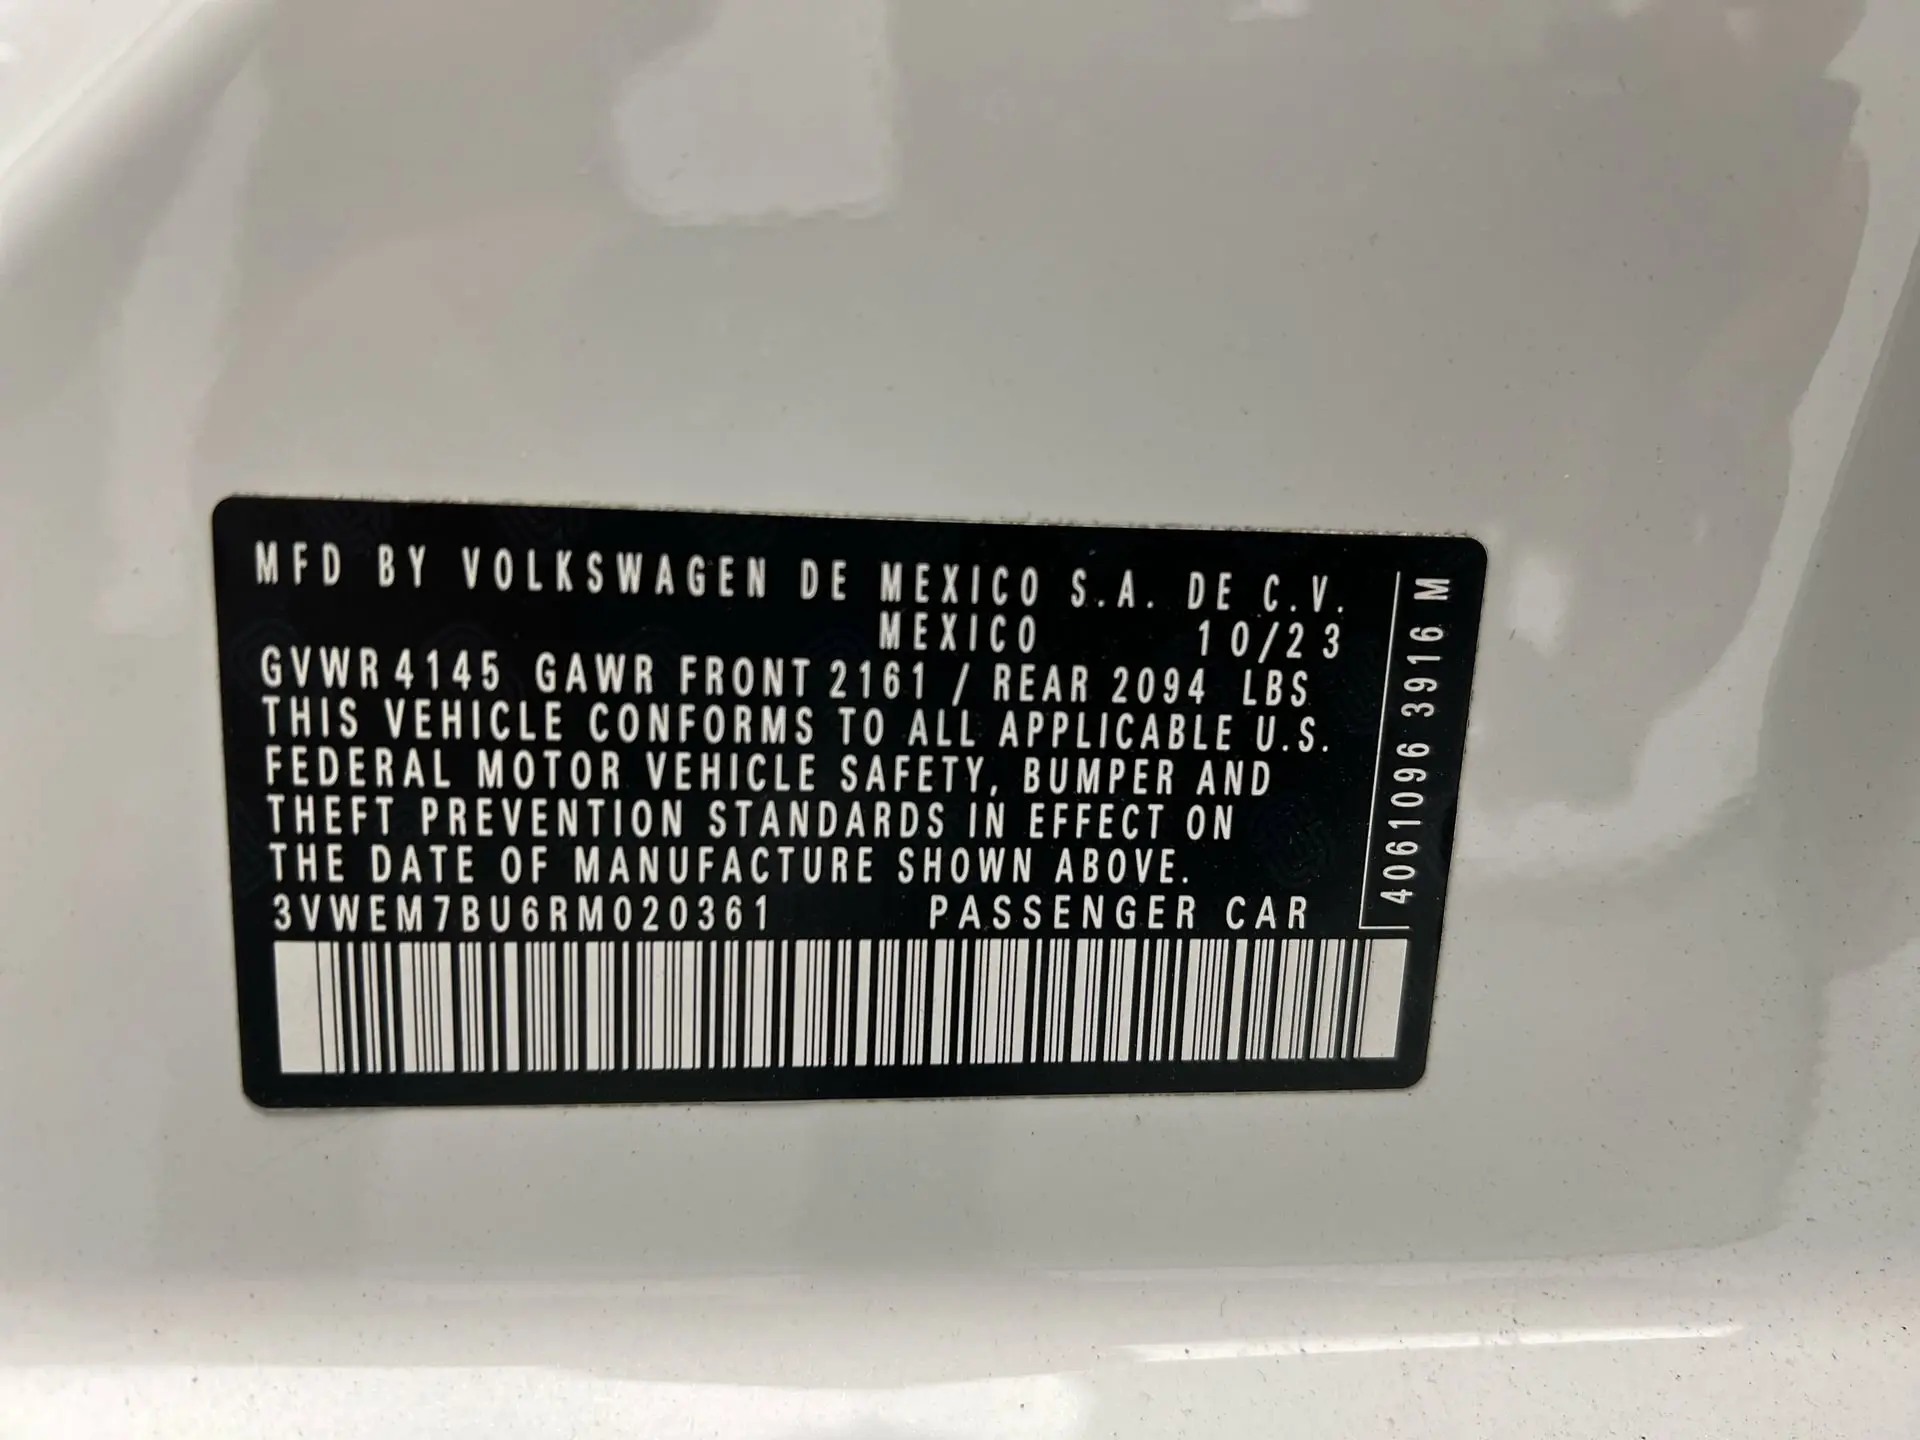 MFD BY VOLKSWAGEN DE MEXICO S.A. DE C.V.
MEXICO 10/23
GVWR 4145 GAWR FRONT 2161 / REAR 2094 LBS
THIS VEHICLE CONFORMS TO ALL APPLICABLE U.S.
FEDERAL MOTOR VEHICLE SAFETY, BUMPER AND
THEFT PREVENTION STANDARDS IN EFFECT ON
THE DATE OF MANUFACTURE SHOWN ABOVE.
3VWEM7BU6RM020361 PASSENGER CAR
4061096 3916 M